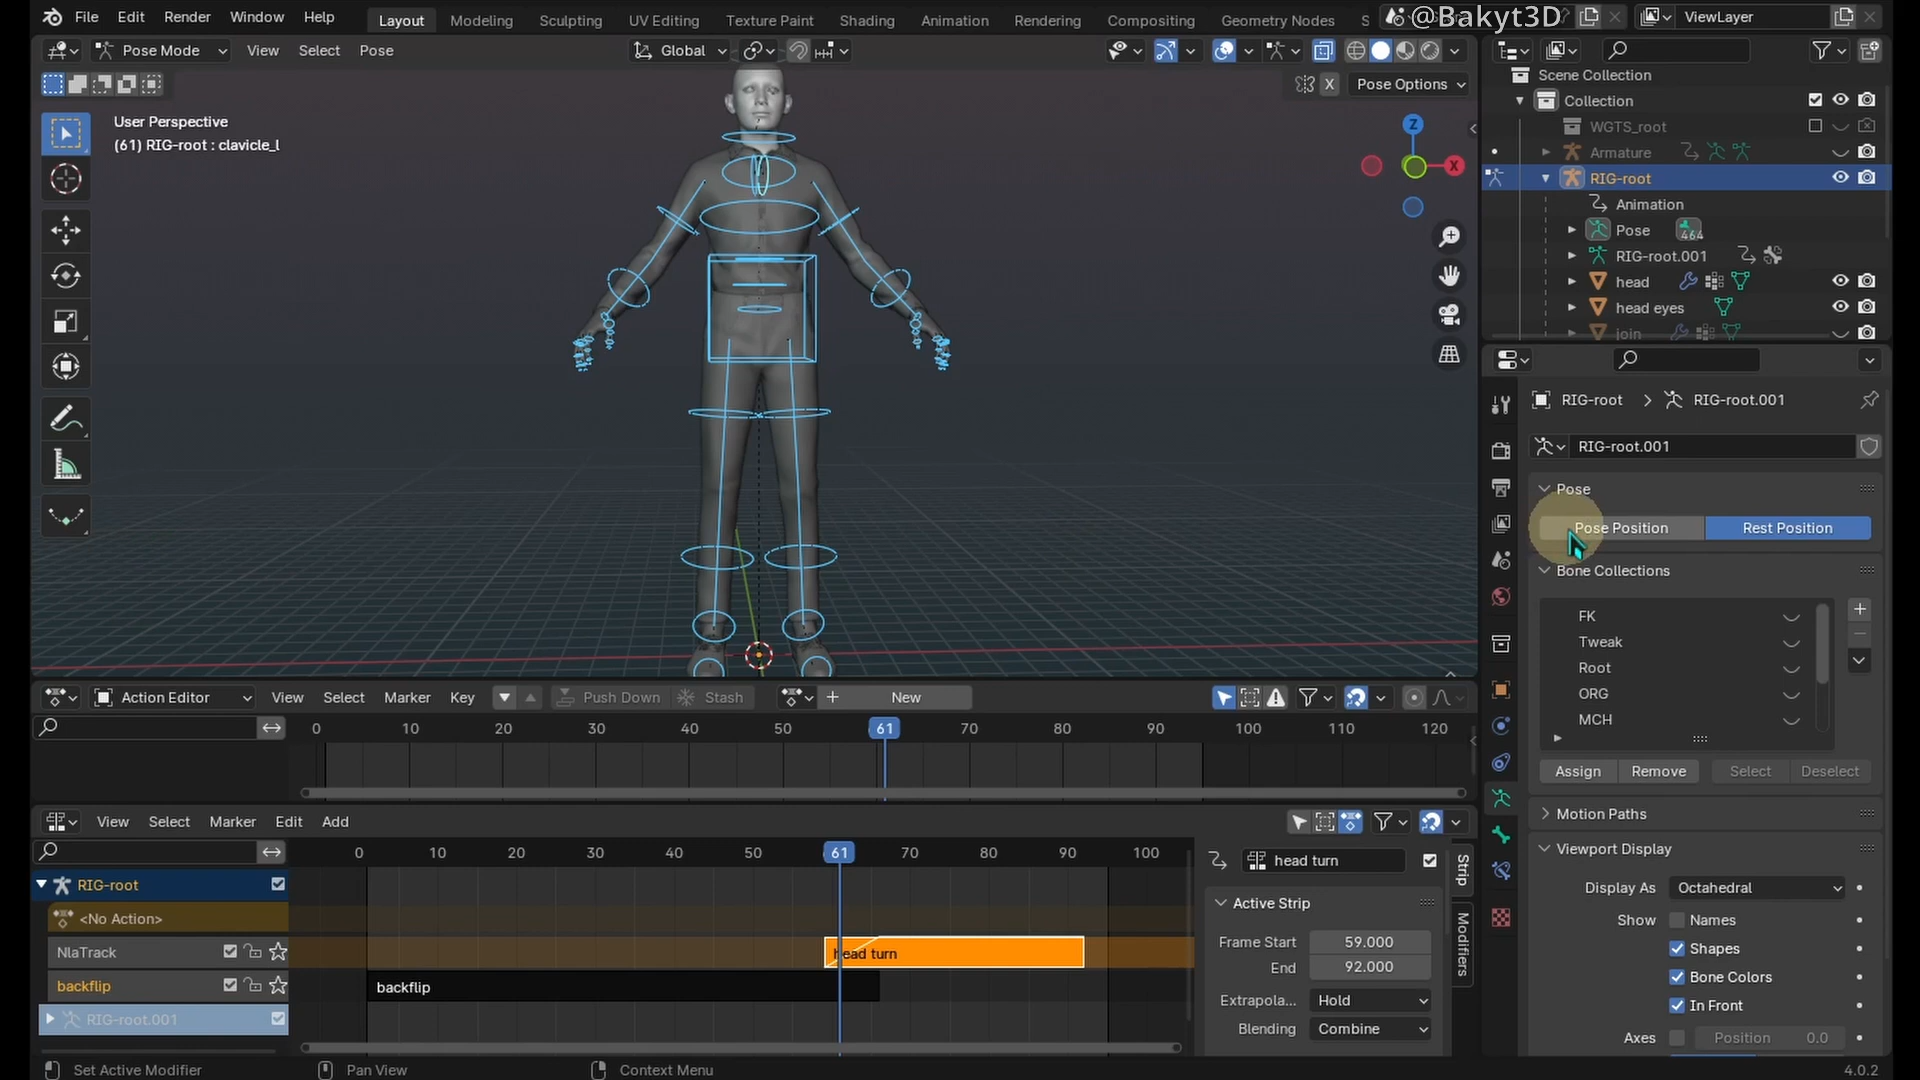 File Edit Render Window Help
Layout Modeling Sculpting UV Editing Texture Paint Shading Animation Rendering Compositing Geometry Nodes S
@Bakyt3D
ViewLayer
Pose Mode View Select Pose
Global
Pose Options
User Perspective
(61) RIG-root : clavicle_l
Z
X
Scene Collection
Collection
WGTS_root
Armature
RIG-root
Animation
Pose 464
RIG-root.001
head
head eyes
join
RIG-root RIG-root.001
RIG-root.001
Pose
Pose Position Rest Position
Bone Collections
FK
Tweak
Root
ORG
MCH
Assign Remove Select Deselect
Motion Paths
Viewport Display
Display As Octahedral
Show Names
Shapes
Bone Colors
In Front
Axes Position 0.0
Action Editor View Select Marker Key Push Down Stash New
0 10 20 30 40 50 61 70 80 90 100 110 120
View Select Marker Edit Add
0 10 20 30 40 50 61 70 80 90 100
RIG-root
<No Action>
NlaTrack
head turn
backflip
backflip
RIG-root.001
head turn
Active Strip
Frame Start 59.000
End 92.000
Extrapola... Hold
Blending Combine
Strip
Modifiers
Set Active Modifier Pan View Context Menu 4.0.2